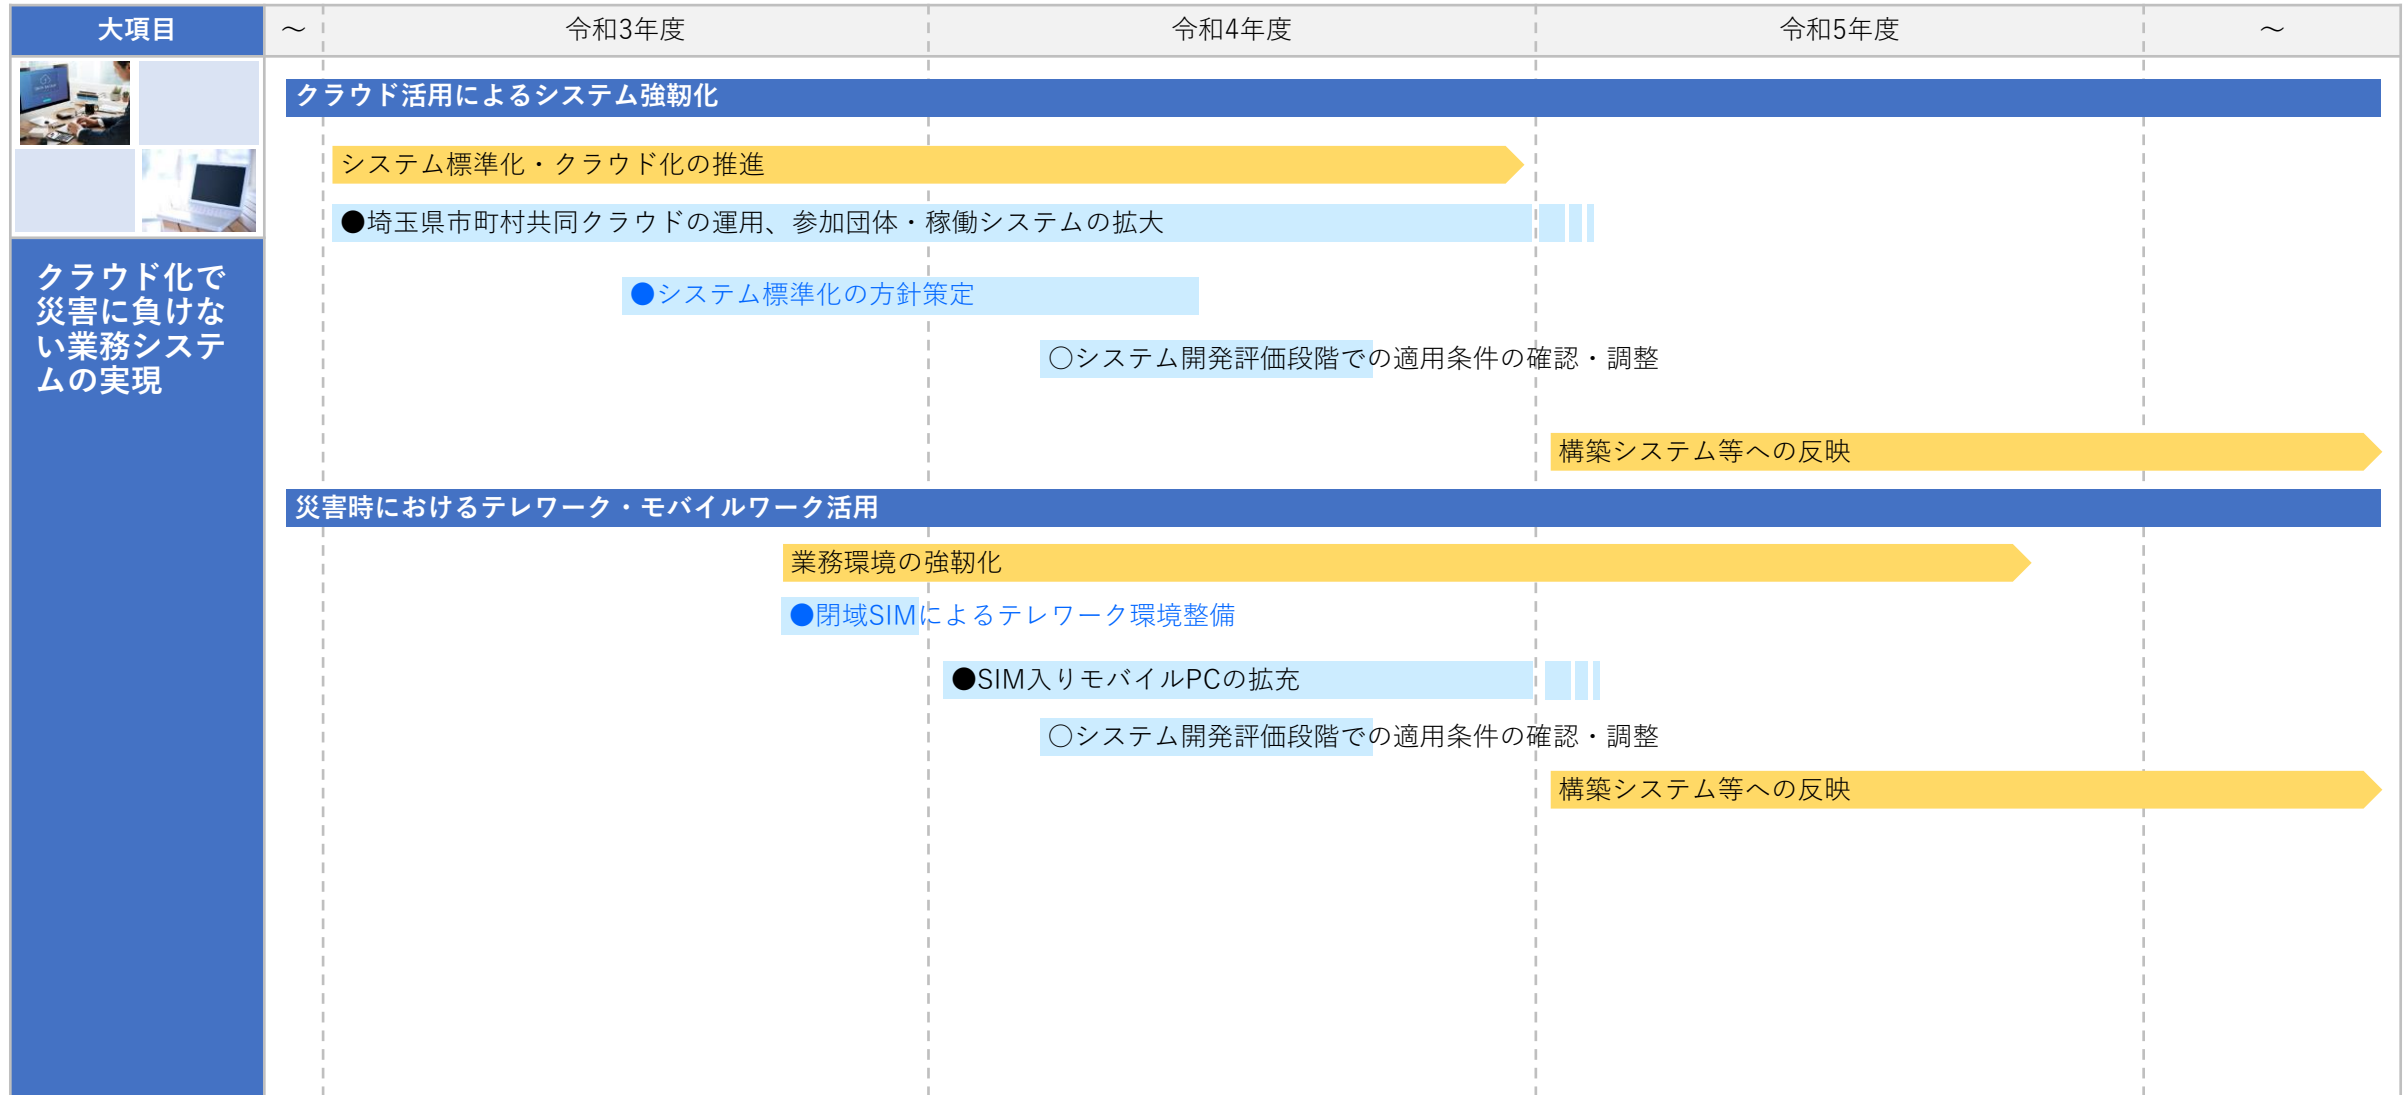 大項目
～
令和3年度
令和4年度
令和5年度
～
クラウド化で
災害に負けな
い業務システ
ムの実現
クラウド活用によるシステム強靭化
システム標準化・クラウド化の推進
●埼玉県市町村共同クラウドの運用、参加団体・稼働システムの拡大
●システム標準化の方針策定
○システム開発評価段階での適用条件の確認・調整
構築システム等への反映
災害時におけるテレワーク・モバイルワーク活用
業務環境の強靭化
●閉域SIMによるテレワーク環境整備
●SIM入りモバイルPCの拡充
○システム開発評価段階での適用条件の確認・調整
構築システム等への反映